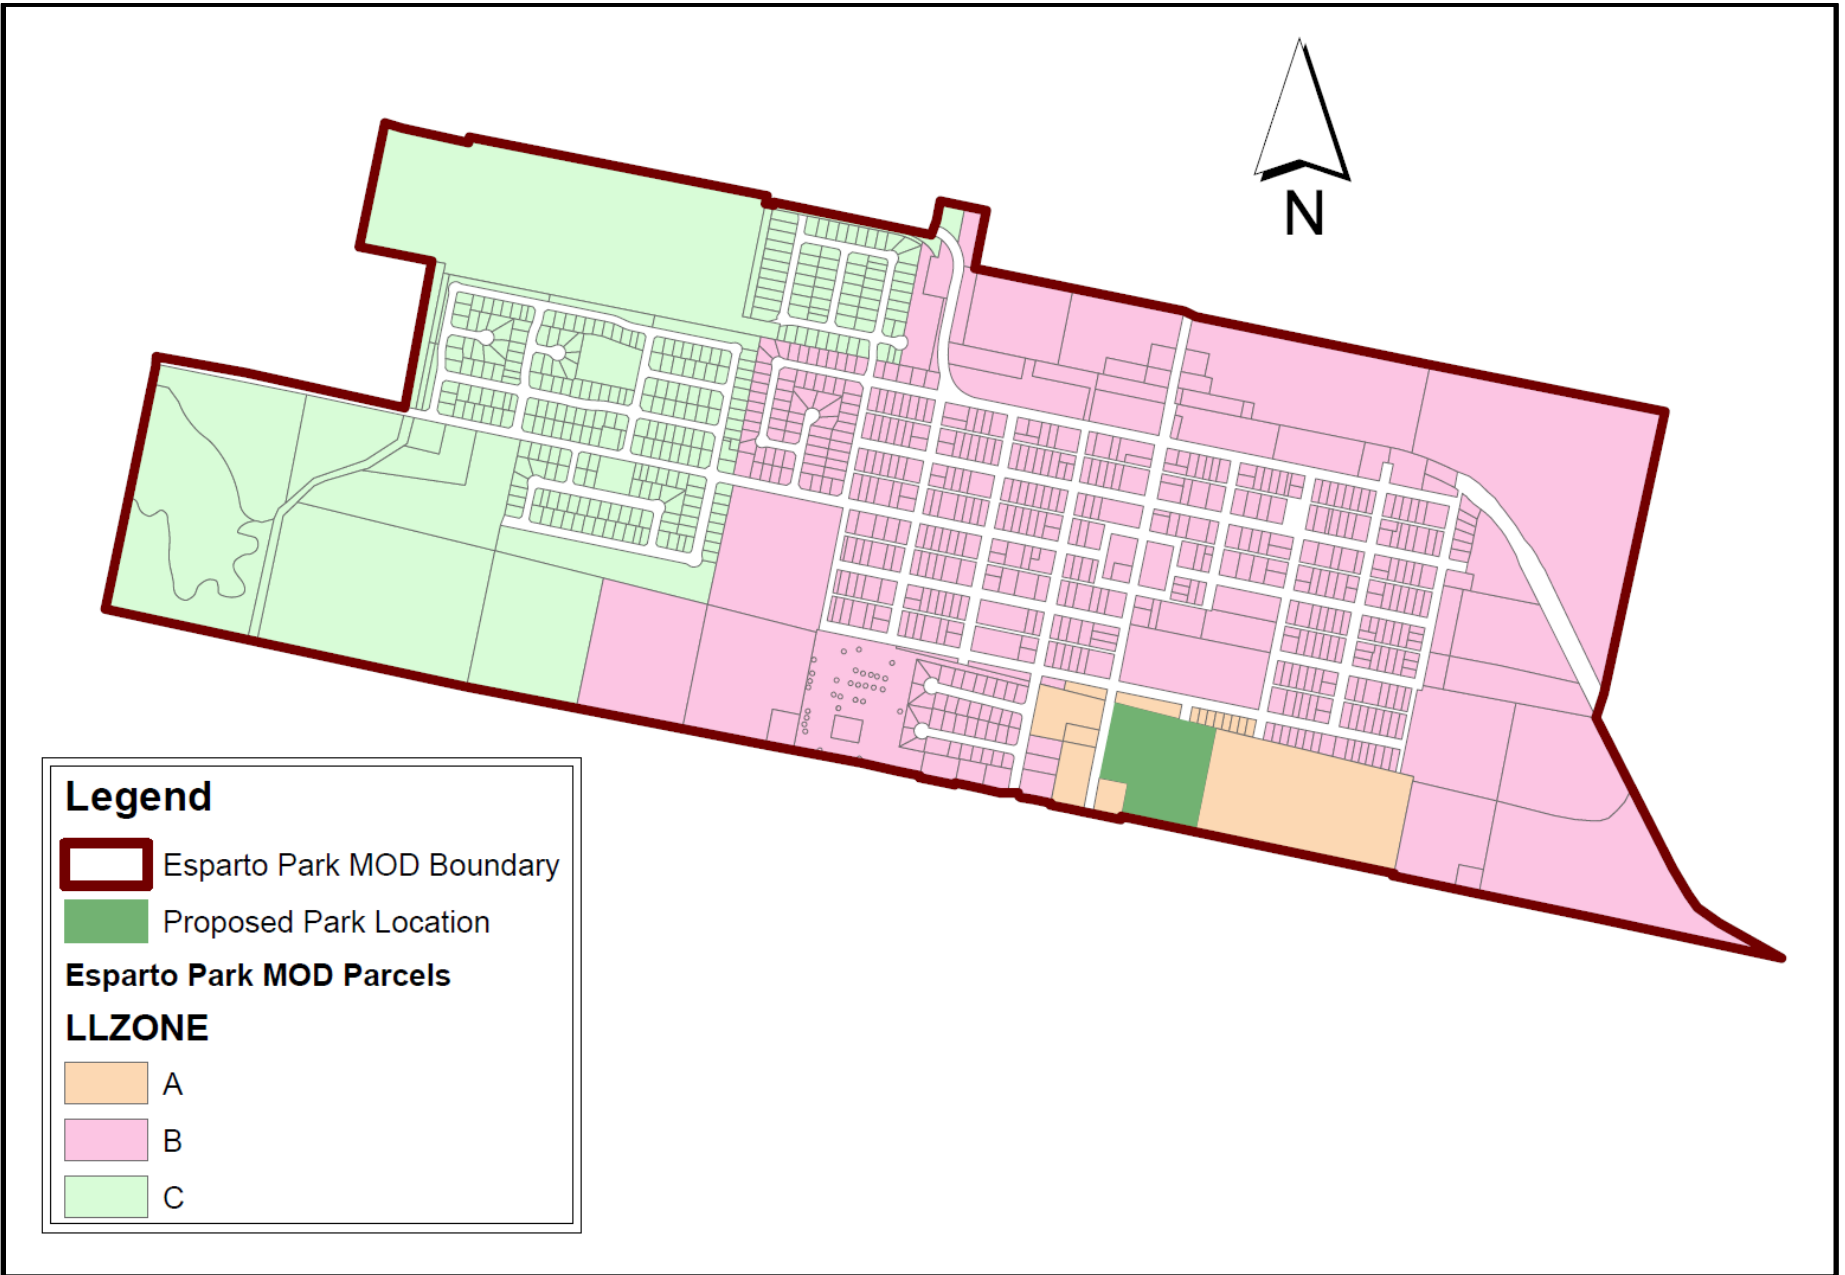 N
Legend
Esparto Park MOD Boundary
Proposed Park Location
Esparto Park MOD Parcels
LLZONE
A
B
C